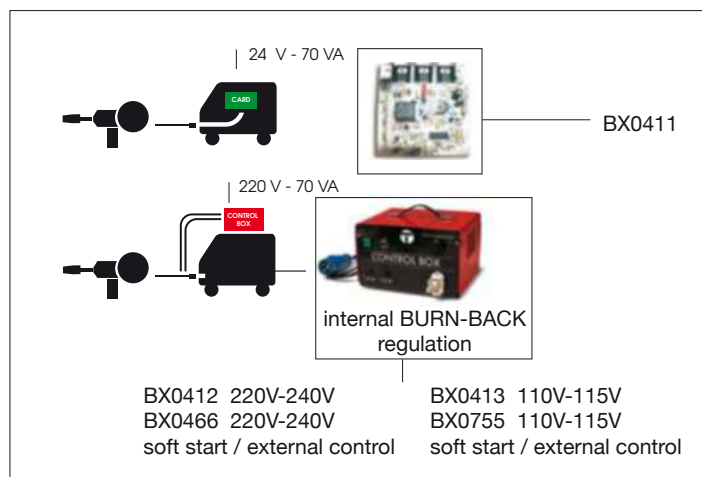 24 V - 70 VA
CARD
BX0411
220 V - 70 VA
CONTROL
BOX
CONTROL BOX
internal BURN-BACK
regulation
BX0412 220V-240V
BX0466 220V-240V
soft start / external control
BX0413 110V-115V
BX0755 110V-115V
soft start / external control